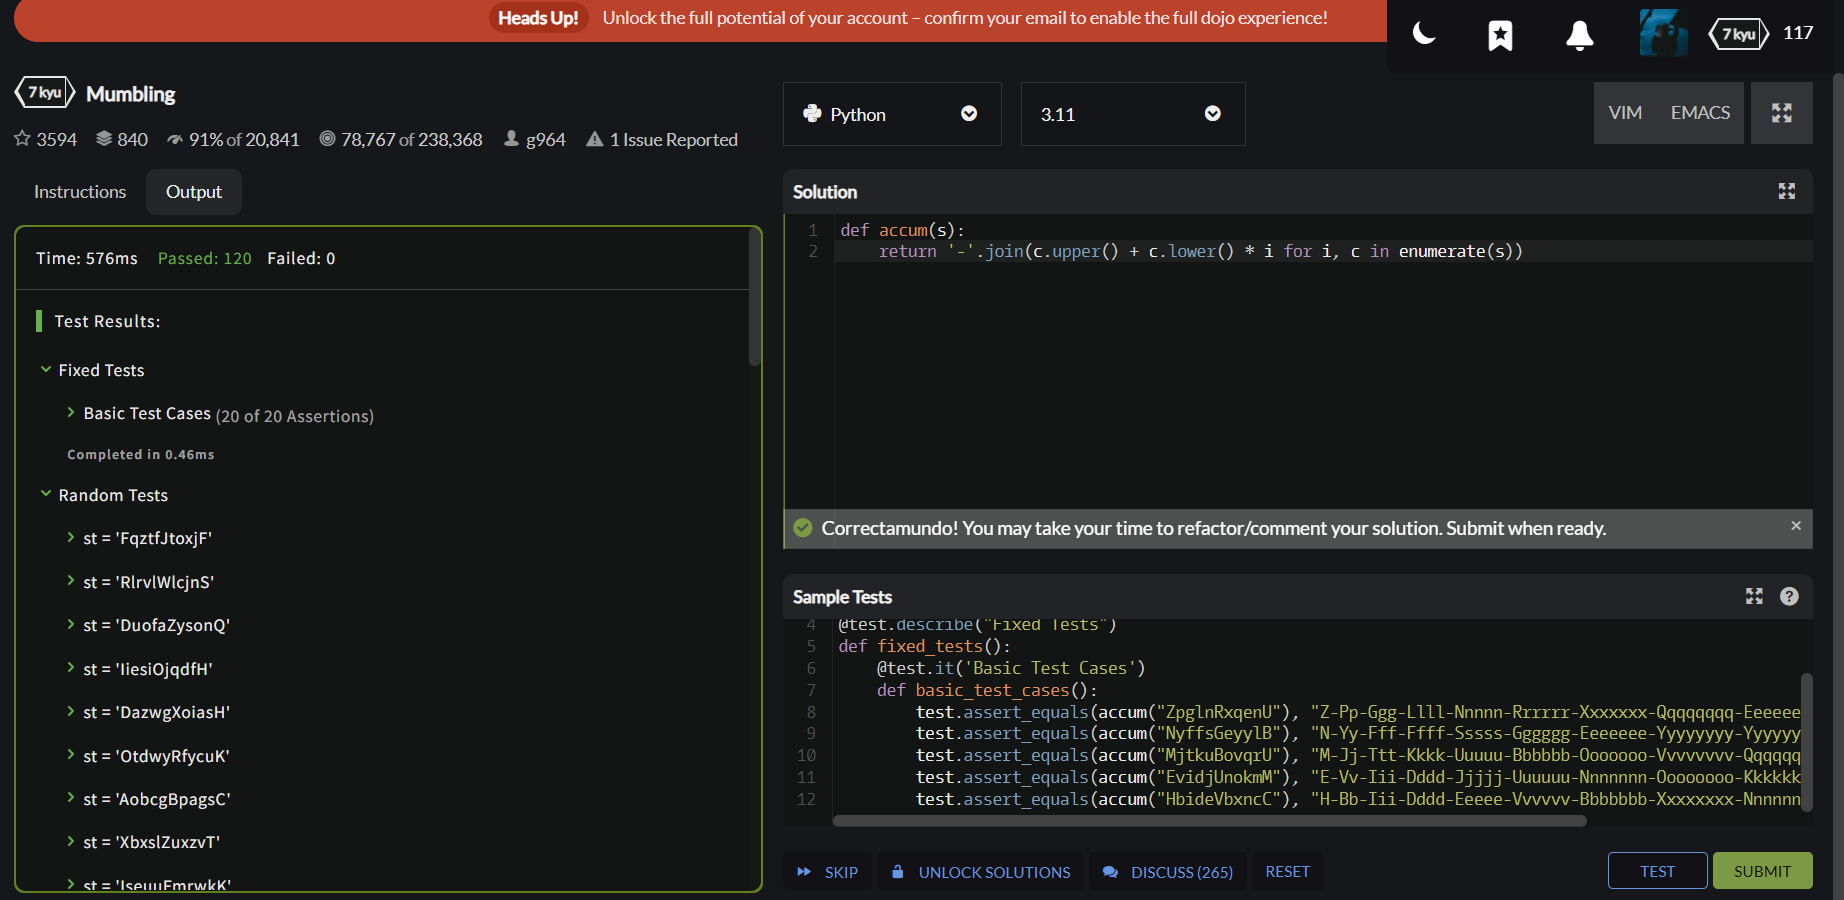 Heads Up! Unlock the full potential of your account – confirm your email to enable the full dojo experience!
7 kyu 117
7 kyu Mumbling
3594 840 91% of 20,841 78,767 of 238,368 g964 1 Issue Reported
Python 3.11 VIM EMACS
Instructions Output
Time: 576ms Passed: 120 Failed: 0
Test Results:
Fixed Tests
Basic Test Cases (20 of 20 Assertions)
Completed in 0.46ms
Random Tests
st = 'FqztfJtoxjF'
st = 'RlrvlWlcjnS'
st = 'DuofaZysonQ'
st = 'IiesiOjqdfH'
st = 'DazwgXoiasH'
st = 'OtdwyRfycuK'
st = 'AobcgBpagsC'
st = 'XbxslZuxzvT'
st = 'IseuuFmrwkK'
Solution
1 def accum(s):
2 return '-'.join(c.upper() + c.lower() * i for i, c in enumerate(s))
Correctamundo! You may take your time to refactor/comment your solution. Submit when ready.
Sample Tests
4 @test.describe("Fixed Tests")
5 def fixed_tests():
6 @test.it('Basic Test Cases')
7 def basic_test_cases():
8 test.assert_equals(accum("ZpglnRxqenU"), "Z-Pp-Ggg-Llll-Nnnnn-Rrrrrr-Xxxxxxx-Qqqqqqqq-Eeeeee
9 test.assert_equals(accum("NyffsGeyylB"), "N-Yy-Fff-Ffff-Sssss-Gggggg-Eeeeeee-Yyyyyyyy-Yyyyyy
10 test.assert_equals(accum("MjtkuBovqrU"), "M-Jj-Ttt-Kkkk-Uuuuu-Bbbbbb-Ooooooo-Vvvvvvvv-Qqqqqq
11 test.assert_equals(accum("EvidjUnokmM"), "E-Vv-Iii-Dddd-Jjjjj-Uuuuuu-Nnnnnnn-Oooooooo-Kkkkkk
12 test.assert_equals(accum("HbideVbxncC"), "H-Bb-Iii-Dddd-Eeeee-Vvvvvv-Bbbbbbb-Xxxxxxxx-Nnnnnn
SKIP UNLOCK SOLUTIONS DISCUSS (265) RESET TEST SUBMIT